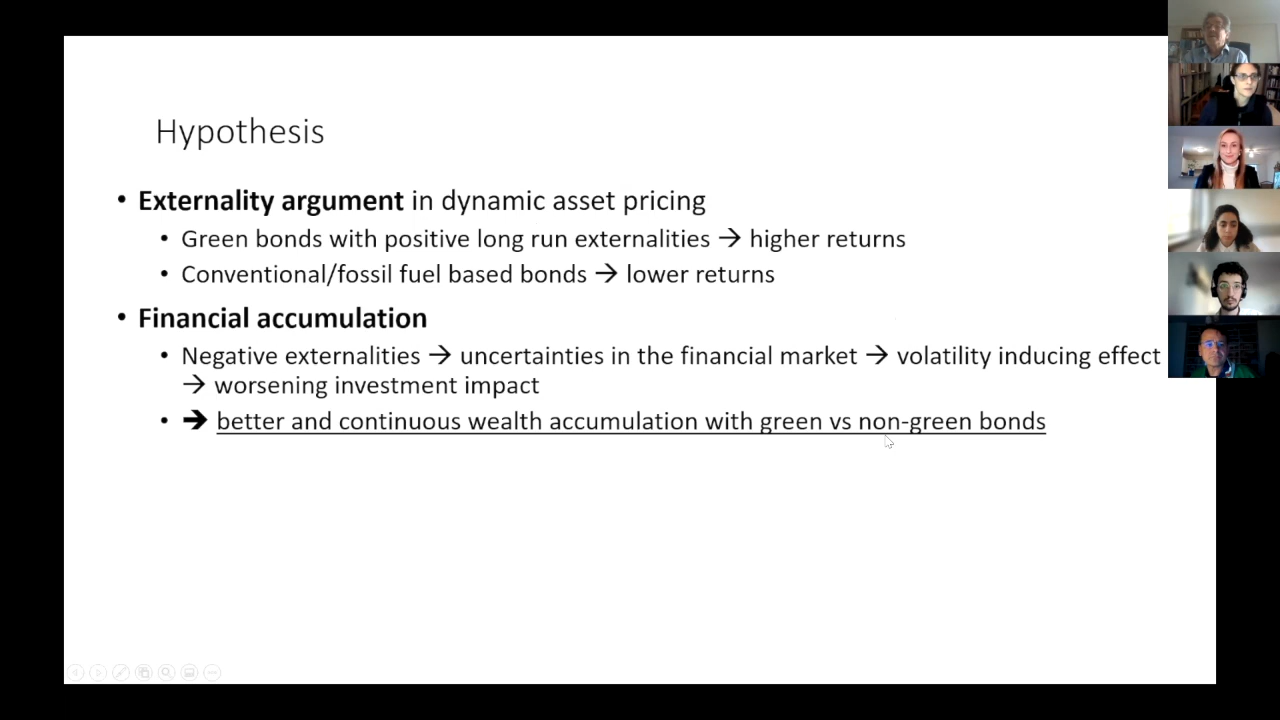 Hypothesis
• Externality argument in dynamic asset pricing
• Green bonds with positive long run externalities → higher returns
• Conventional/fossil fuel based bonds → lower returns
• Financial accumulation
• Negative externalities → uncertainties in the financial market → volatility inducing effect
→ worsening investment impact
• ➔ better and continuous wealth accumulation with green vs non-green bonds